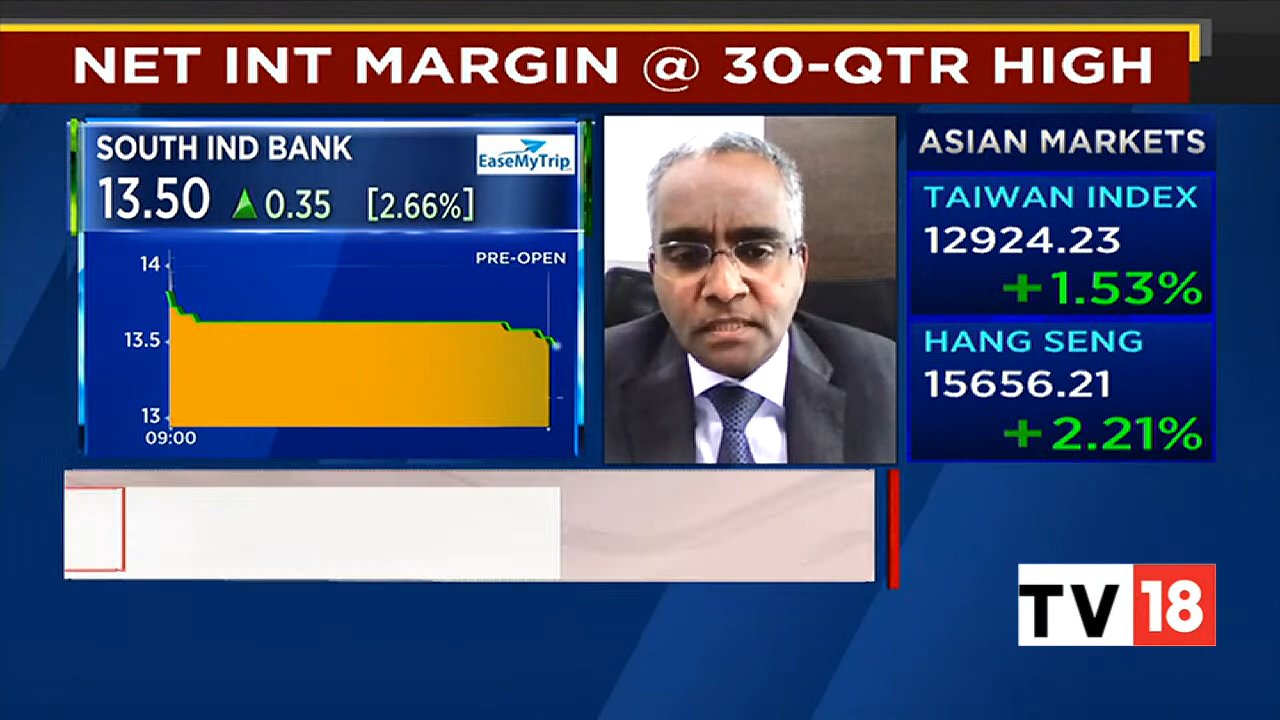 NET INT MARGIN @ 30-QTR HIGH
SOUTH IND BANK
EaseMyTrip
13.50 ▲ 0.35 [2.66%]
PRE-OPEN
14
13.5
13
09:00
ASIAN MARKETS
TAIWAN INDEX
12924.23
+1.53%
HANG SENG
15656.21
+2.21%
TV18